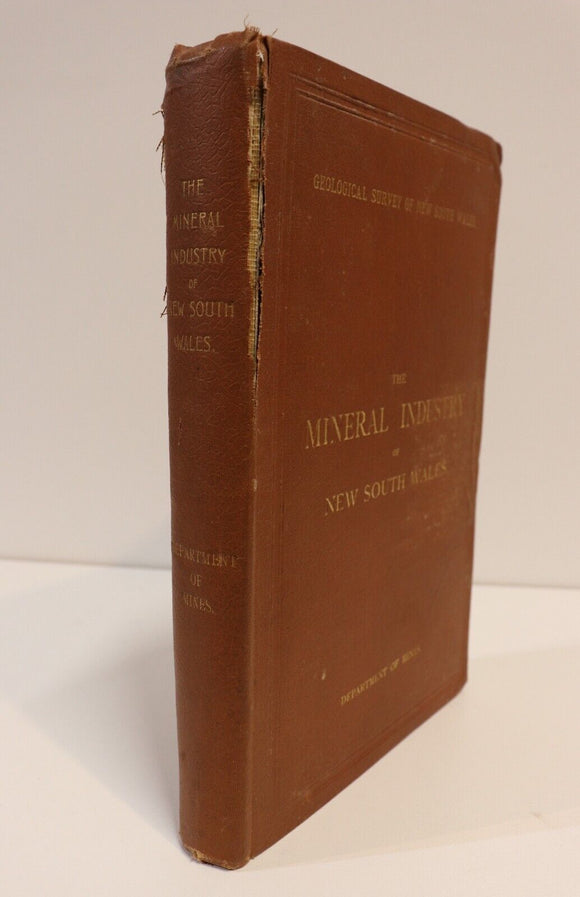 THE
MINERAL
INDUSTRY
OF
NEW SOUTH
WALES.
DEPARTMENT
OF
MINES.
GEOLOGICAL SURVEY OF NEW SOUTH WALES.
THE
MINERAL INDUSTRY
OF
NEW SOUTH WALES
DEPARTMENT OF MINES.